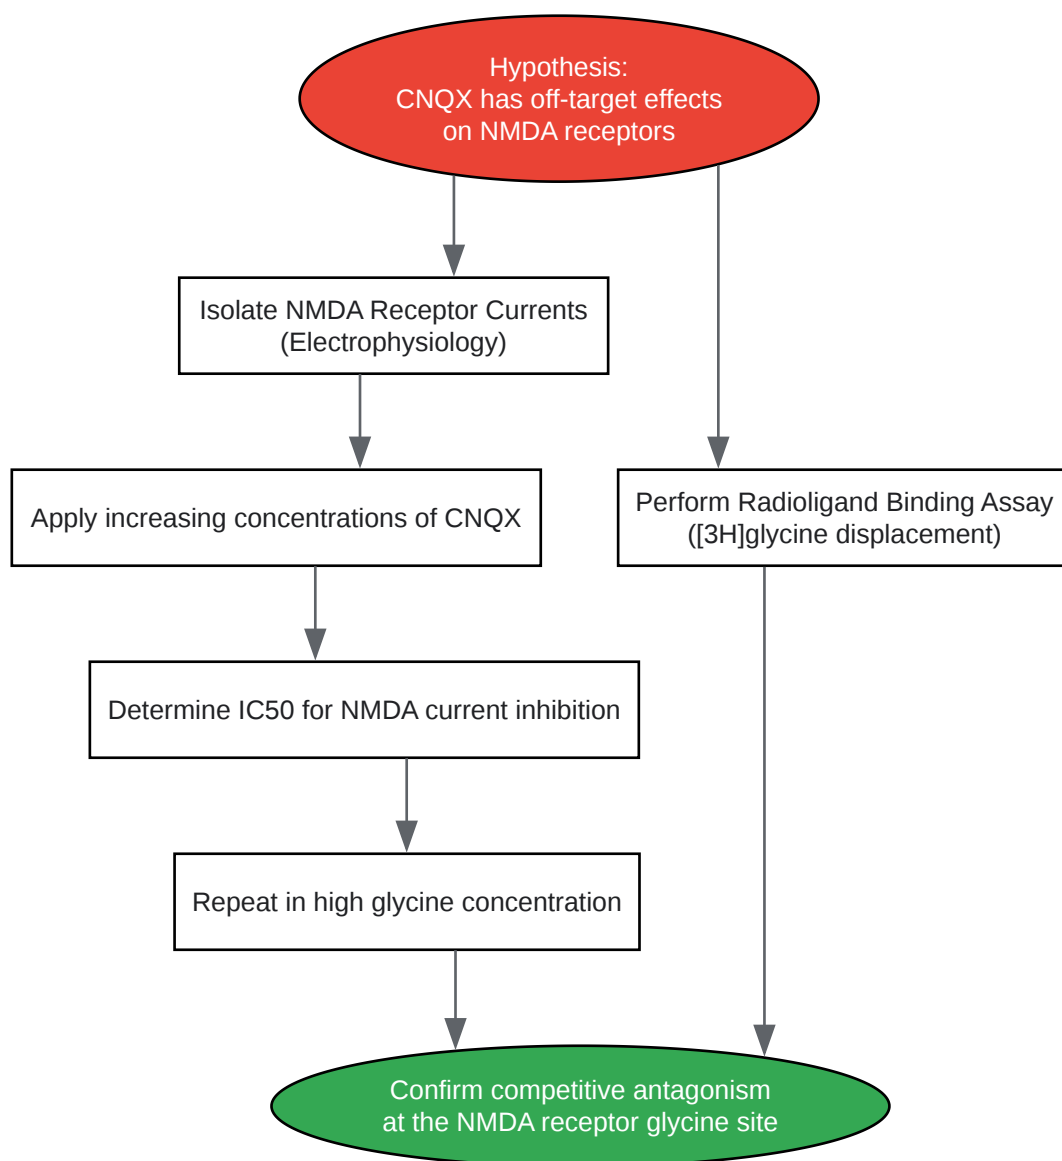 Hypothesis:
CNQX has off-target effects
on NMDA receptors
Isolate NMDA Receptor Currents
(Electrophysiology)
Apply increasing concentrations of CNQX
Perform Radioligand Binding Assay
([3H]glycine displacement)
Determine IC50 for NMDA current inhibition
Repeat in high glycine concentration
Confirm competitive antagonism
at the NMDA receptor glycine site